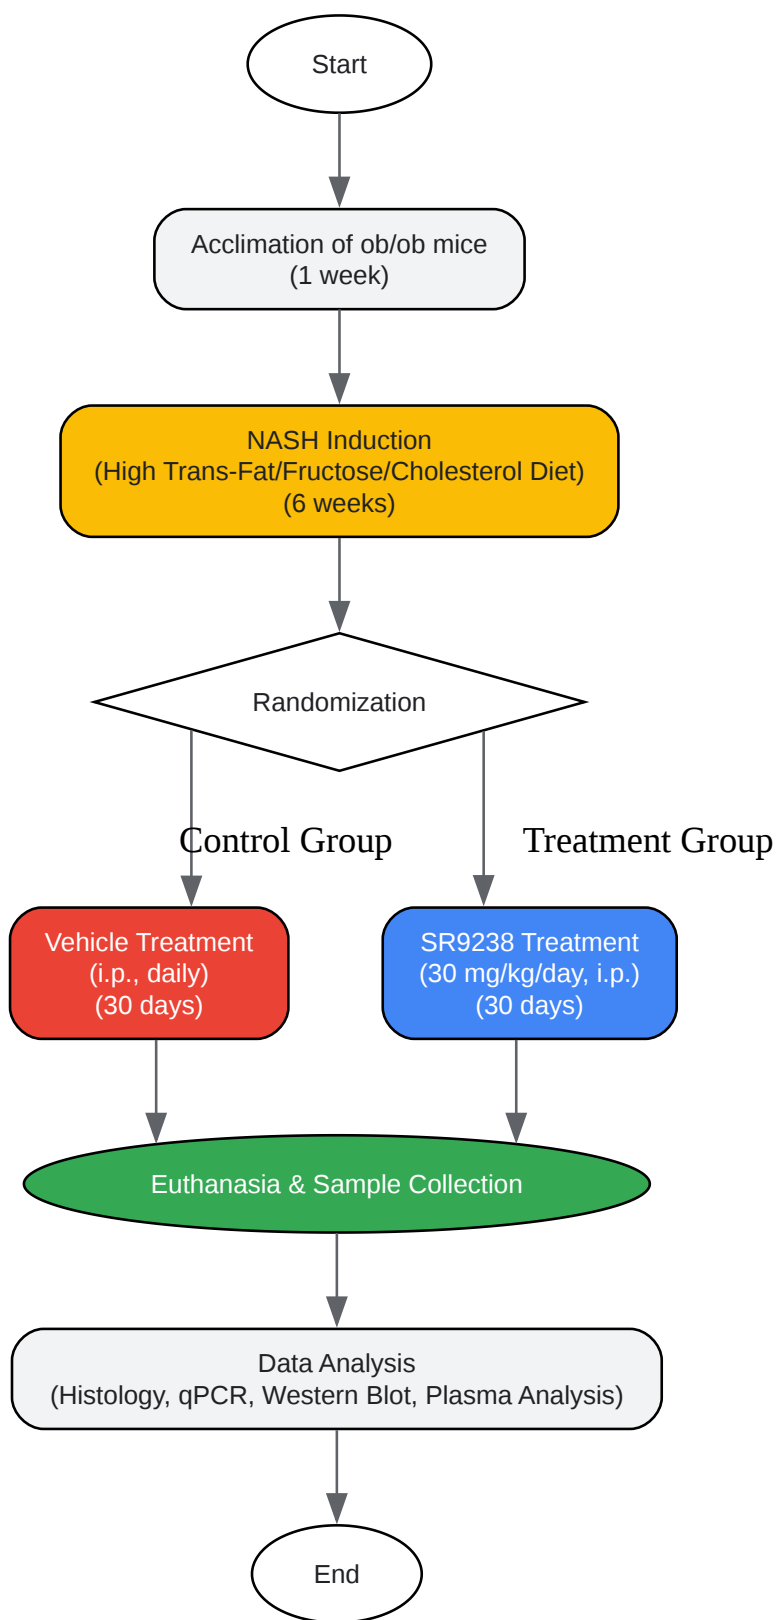 Start
Acclimation of ob/ob mice
(1 week)
NASH Induction
(High Trans-Fat/Fructose/Cholesterol Diet)
(6 weeks)
Randomization
Control Group
Treatment Group
Vehicle Treatment
(i.p., daily)
(30 days)
SR9238 Treatment
(30 mg/kg/day, i.p.)
(30 days)
Euthanasia & Sample Collection
Data Analysis
(Histology, qPCR, Western Blot, Plasma Analysis)
End